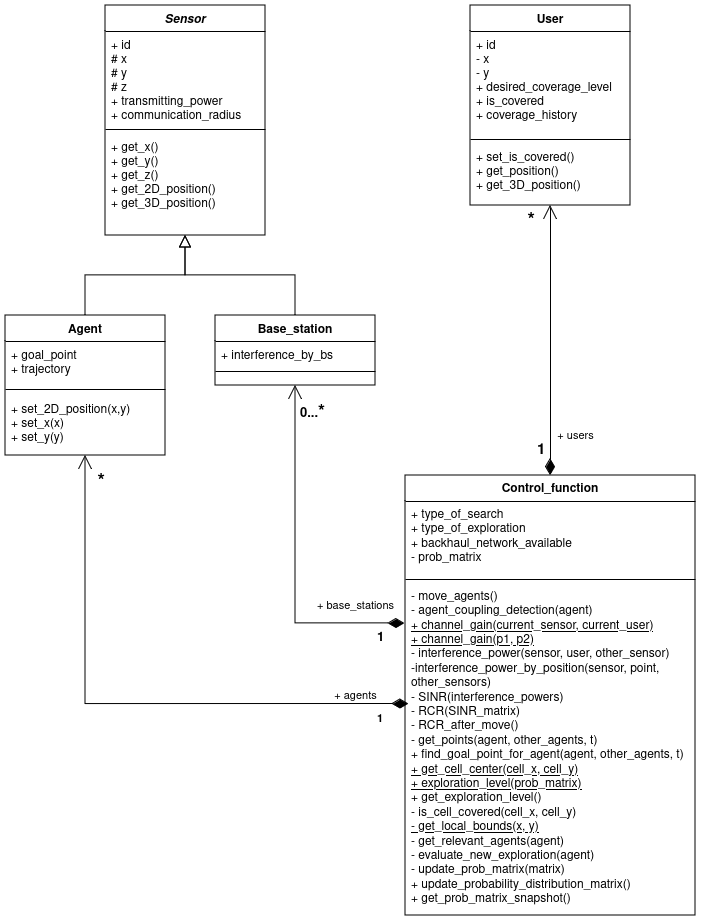 Sensor
+ id
# x
# y
# z
+ transmitting_power
+ communication_radius
+ get_x()
+ get_y()
+ get_z()
+ get_2D_position()
+ get_3D_position()
User
+ id
- x
- y
+ desired_coverage_level
+ is_covered
+ coverage_history
+ set_is_covered()
+ get_position()
+ get_3D_position()
*
Agent
+ goal_point
+ trajectory
+ set_2D_position(x,y)
+ set_x(x)
+ set_y(y)
*
Base_station
+ interference_by_bs
0...*
+ users
1
+ base_stations
1
+ agents
1
Control_function
+ type_of_search
+ type_of_exploration
+ backhaul_network_available
- prob_matrix
- move_agents()
- agent_coupling_detection(agent)
+ channel_gain(current_sensor, current_user)
+ channel_gain(p1, p2)
- interference_power(sensor, user, other_sensor)
-interference_power_by_position(sensor, point,
other_sensors)
- SINR(interference_powers)
- RCR(SINR_matrix)
- RCR_after_move()
- get_points(agent, other_agents, t)
+ find_goal_point_for_agent(agent, other_agents, t)
+ get_cell_center(cell_x, cell_y)
+ exploration_level(prob_matrix)
+ get_exploration_level()
- is_cell_covered(cell_x, cell_y)
- get_local_bounds(x, y)
- get_relevant_agents(agent)
- evaluate_new_exploration(agent)
- update_prob_matrix(matrix)
+ update_probability_distribution_matrix()
+ get_prob_matrix_snapshot()